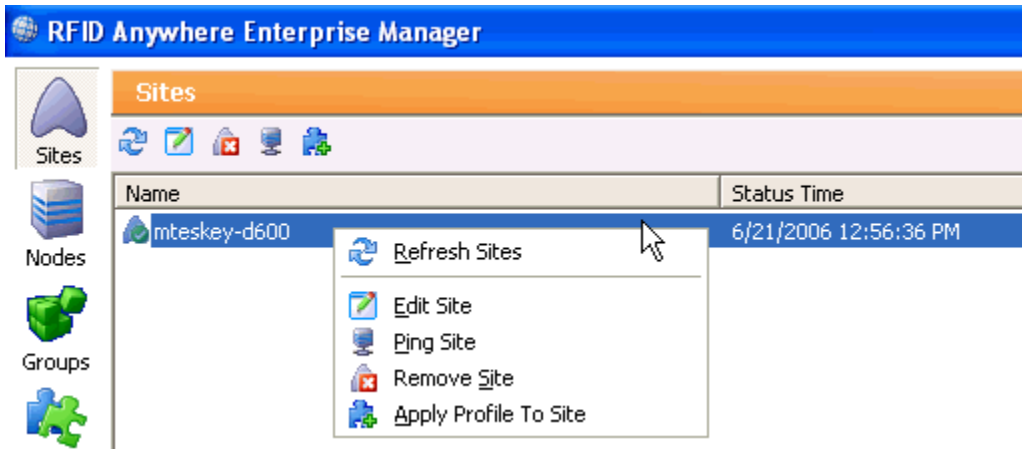 RFID Anywhere Enterprise Manager
Sites
Sites
Name Status Time
mteskey-d600 6/21/2006 12:56:36 PM
Nodes
Groups
Refresh Sites
Edit Site
Ping Site
Remove Site
Apply Profile To Site